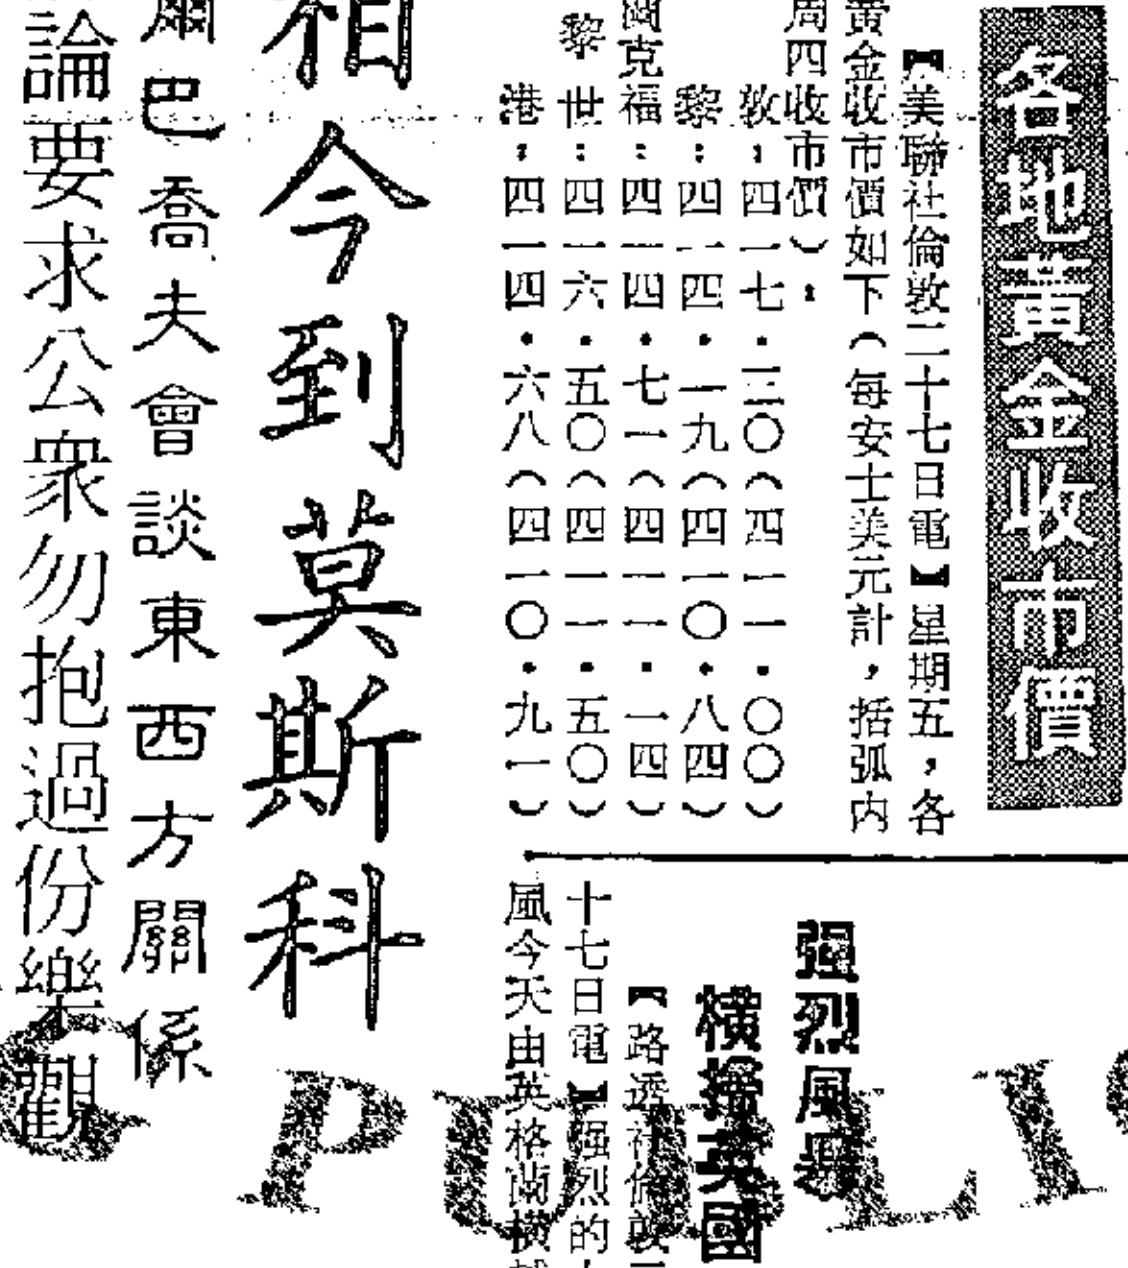 各地黃金收市價
【美聯社倫敦二十七日電】星期五，各
黃金收市價如下（每安士美元計，括弧內
周四收市價）：
敦：四一七．三〇（四一一．〇〇）
黎：四一四．一九（四一〇．八四）
蘭克福：四一四．七一（四一一．一四）
黎世：四一六．五〇（四一一．五〇）
港：四一四．六八（四一〇．九一）
强烈風暴
橫掃英國
【路透社倫敦二
十七日電】强烈的
風今天由英格蘭橫
相今到莫斯科
爾巴喬夫會談東西方關係
論要求公衆勿抱過份樂觀
PUBLIS